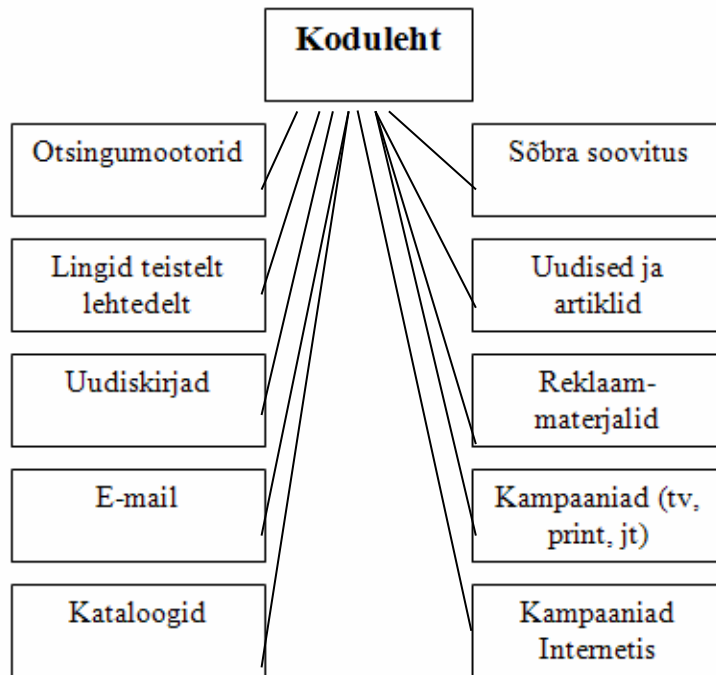 Koduleht
Otsingumootorid
Lingid teistelt
lehtedelt
Uudiskirjad
E-mail
Kataloogid
Sõbra soovitus
Uudised ja
artiklid
Reklaam-
materjalid
Kampaaniad (tv,
print, jt)
Kampaaniad
Internetis